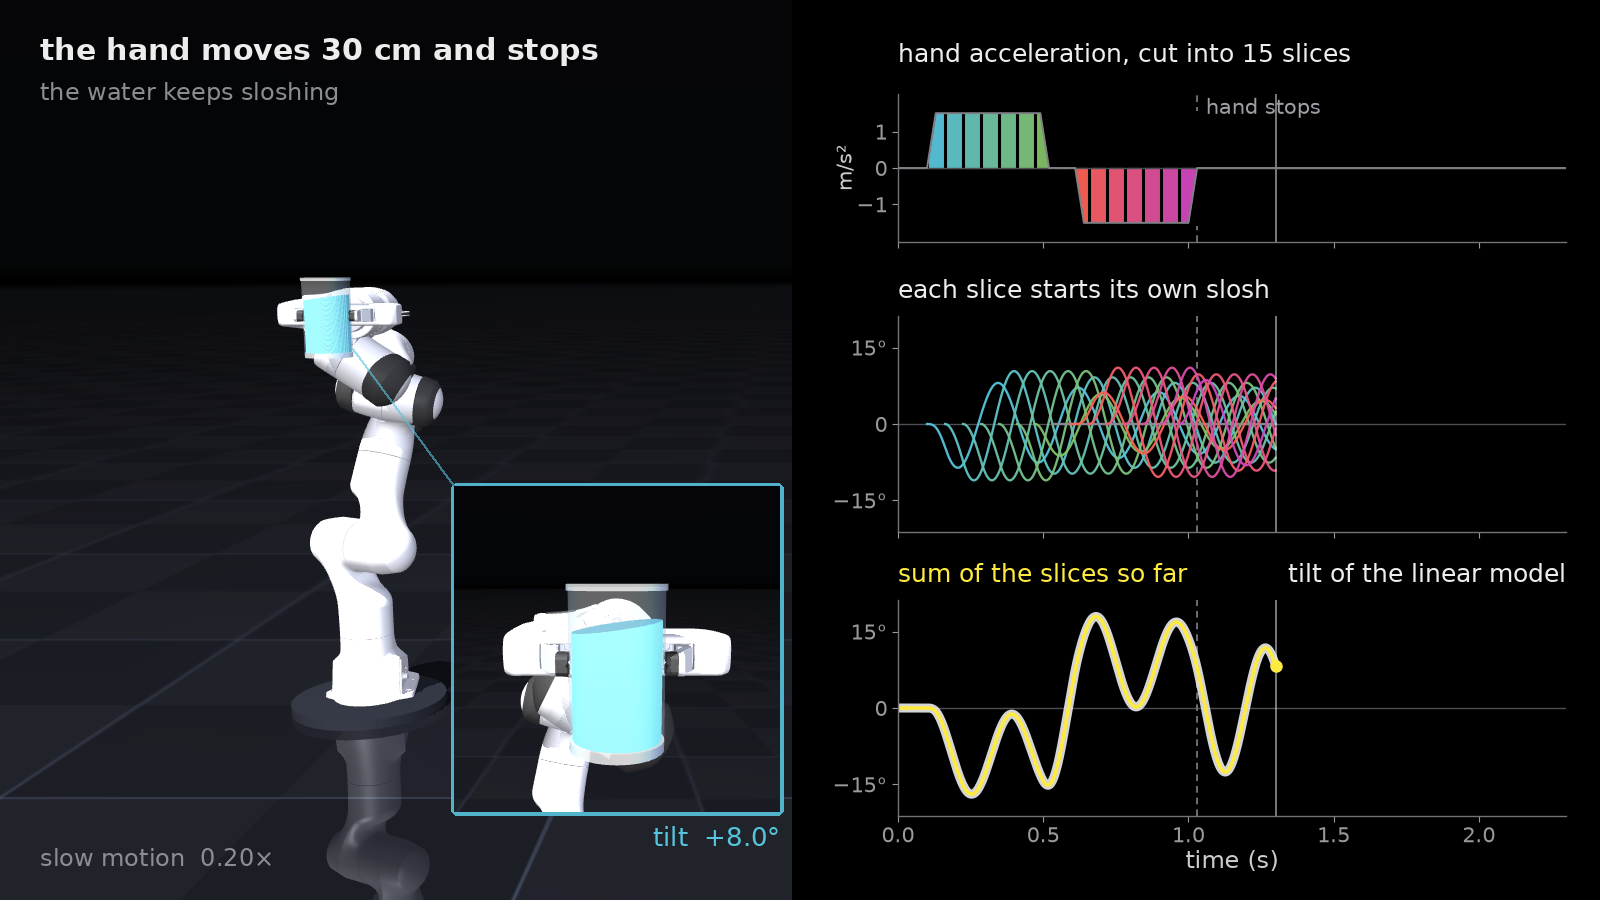 the hand moves 30 cm and stops
the water keeps sloshing
tilt +8.0°
slow motion 0.20×
hand acceleration, cut into 15 slices
hand stops
m/s²
1
0
−1
each slice starts its own slosh
15°
0
−15°
sum of the slices so far
tilt of the linear model
15°
0
−15°
0.0 0.5 1.0 1.5 2.0
time (s)